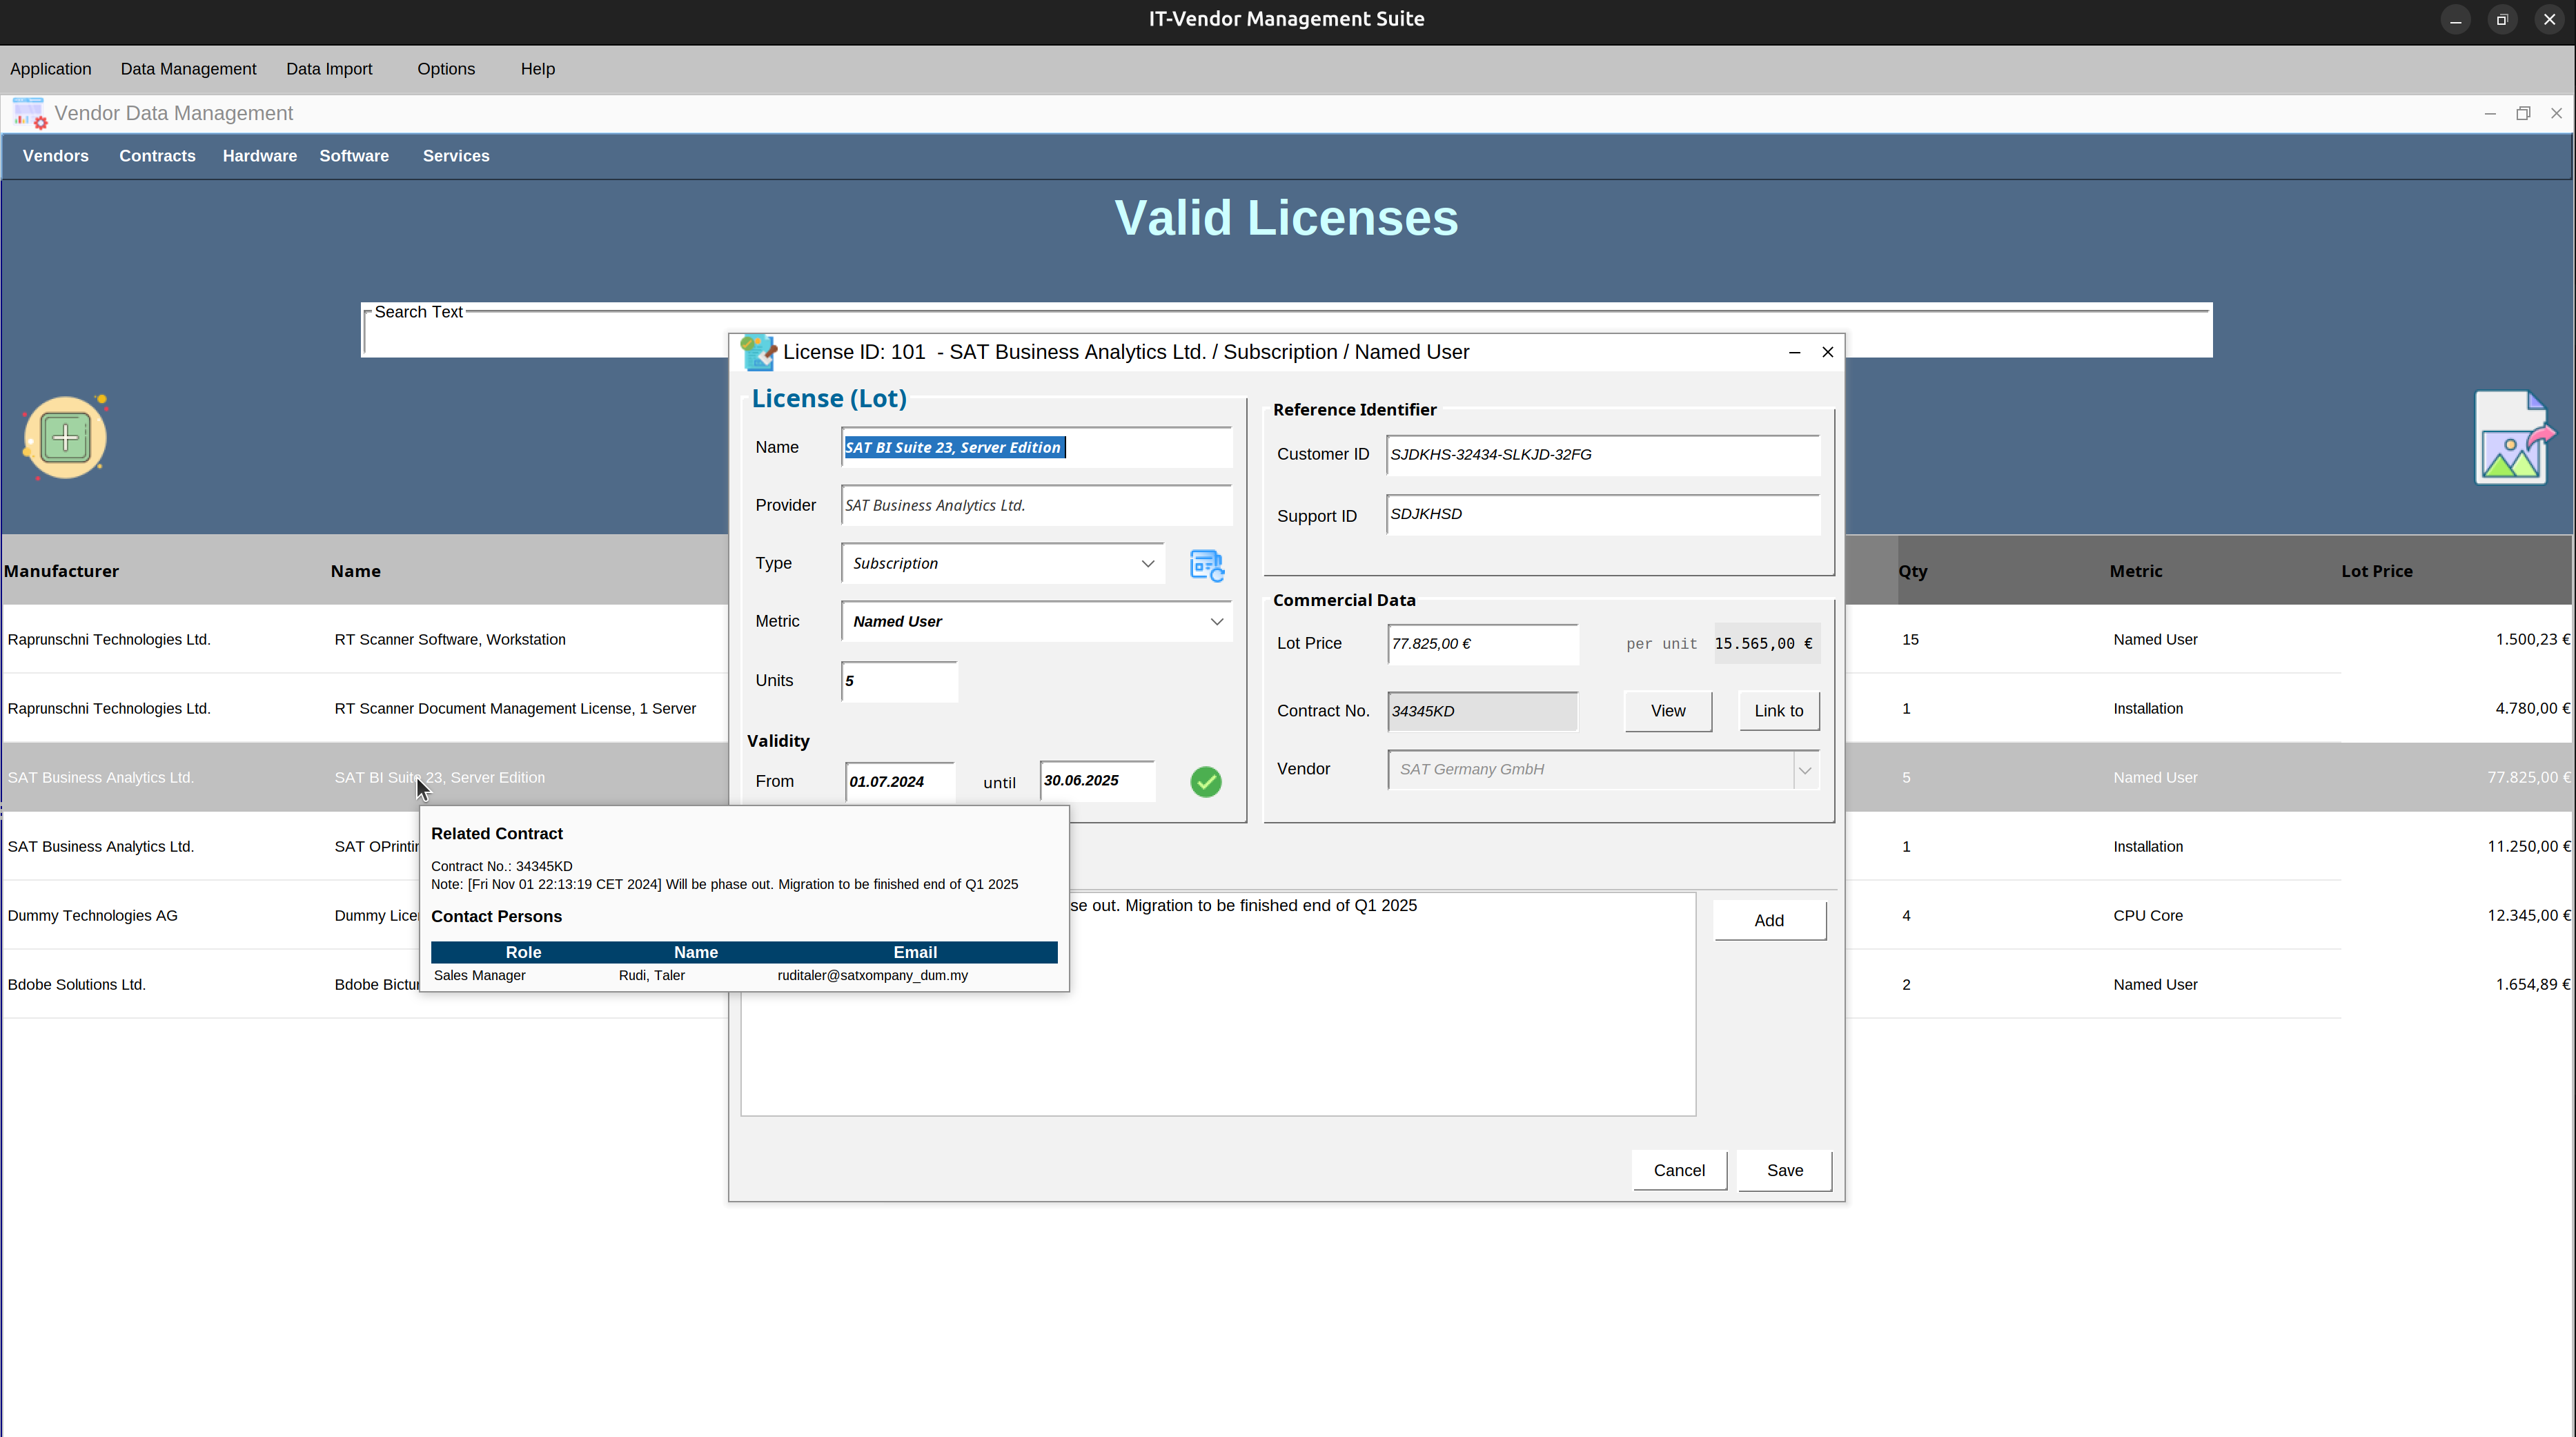 IT-Vendor Management Suite
Application Data Management Data Import Options Help
Vendor Data Management
Vendors Contracts Hardware Software Services
Valid Licenses
Search Text
License ID: 101 - SAT Business Analytics Ltd. / Subscription / Named User
License (Lot)
Name SAT BI Suite 23, Server Edition
Provider SAT Business Analytics Ltd.
Type Subscription
Metric Named User
Units 5
Validity
From 01.07.2024 until 30.06.2025
Reference Identifier
Customer ID SJDKHS-32434-SLKJD-32FG
Support ID SDJKHSD
Commercial Data
Lot Price 77.825,00 € per unit 15.565,00 €
Contract No. 34345KD View Link to
Vendor SAT Germany GmbH
out. Migration to be finished end of Q1 2025
Add
Cancel Save
Manufacturer Name Qty Metric Lot Price
Raprunschni Technologies Ltd. RT Scanner Software, Workstation 15 Named User 1.500,23 €
Raprunschni Technologies Ltd. RT Scanner Document Management License, 1 Server 1 Installation 4.780,00 €
SAT Business Analytics Ltd. SAT BI Suite 23, Server Edition 5 Named User 77.825,00 €
SAT Business Analytics Ltd. SAT 1 Installation 11.250,00 €
Dummy Technologies AG Dummy 4 CPU Core 12.345,00 €
Bdobe Solutions Ltd. Bdobe 2 Named User 1.654,89 €
Related Contract
Contract No.: 34345KD
Note: [Fri Nov 01 22:13:19 CET 2024] Will be phase out. Migration to be finished end of Q1 2025
Contact Persons
Role Name Email
Sales Manager Rudi, Taler ruditaler@satxompany_dum.my